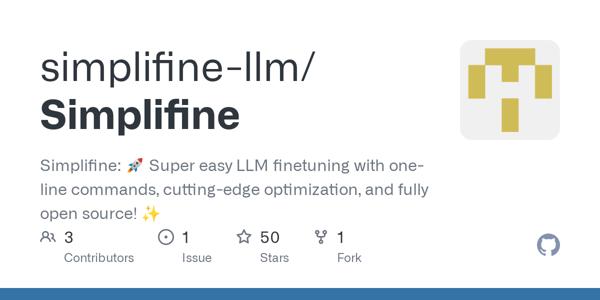 simplifine-llm/
Simplifine
Simplifine: 🚀 Super easy LLM finetuning with one-
line commands, cutting-edge optimization, and fully
open source! ✨
3 1 50 1
Contributors Issue Stars Fork